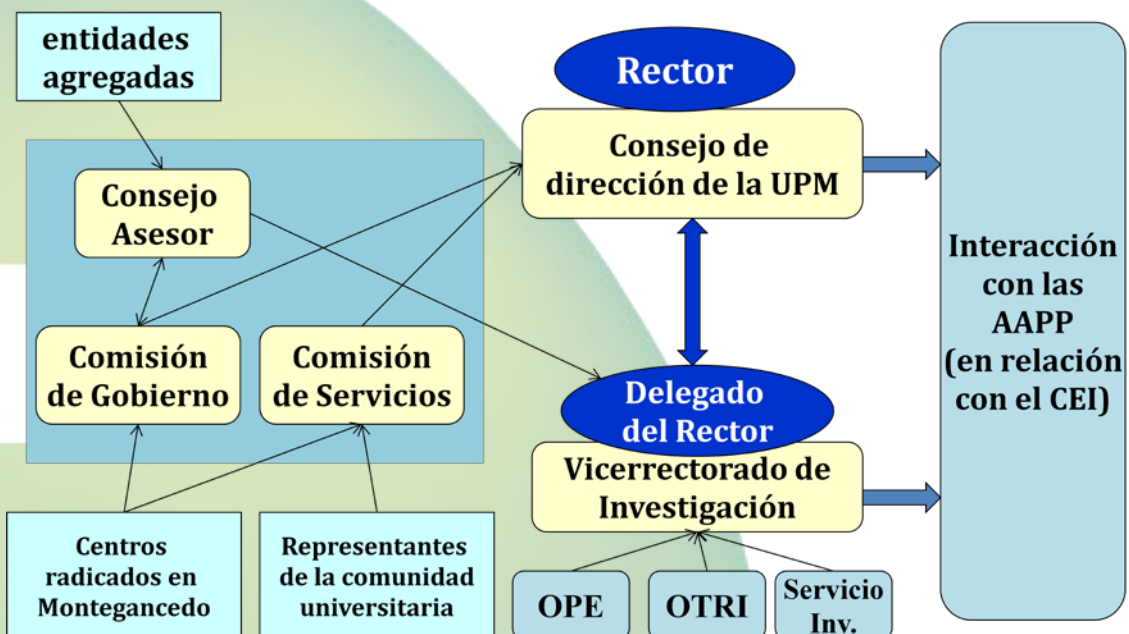 entidades
agregadas
Rector
Consejo de
dirección de la UPM
Consejo
Asesor
Comisión
de Gobierno
Comisión
de Servicios
Delegado
del Rector
Vicerrectorado de
Investigación
Interacción
con las
AAPP
(en relación
con el CEI)
Centros
radicados en
Montegancedo
Representantes
de la comunidad
universitaria
OPE
OTRI
Servicio
Inv.